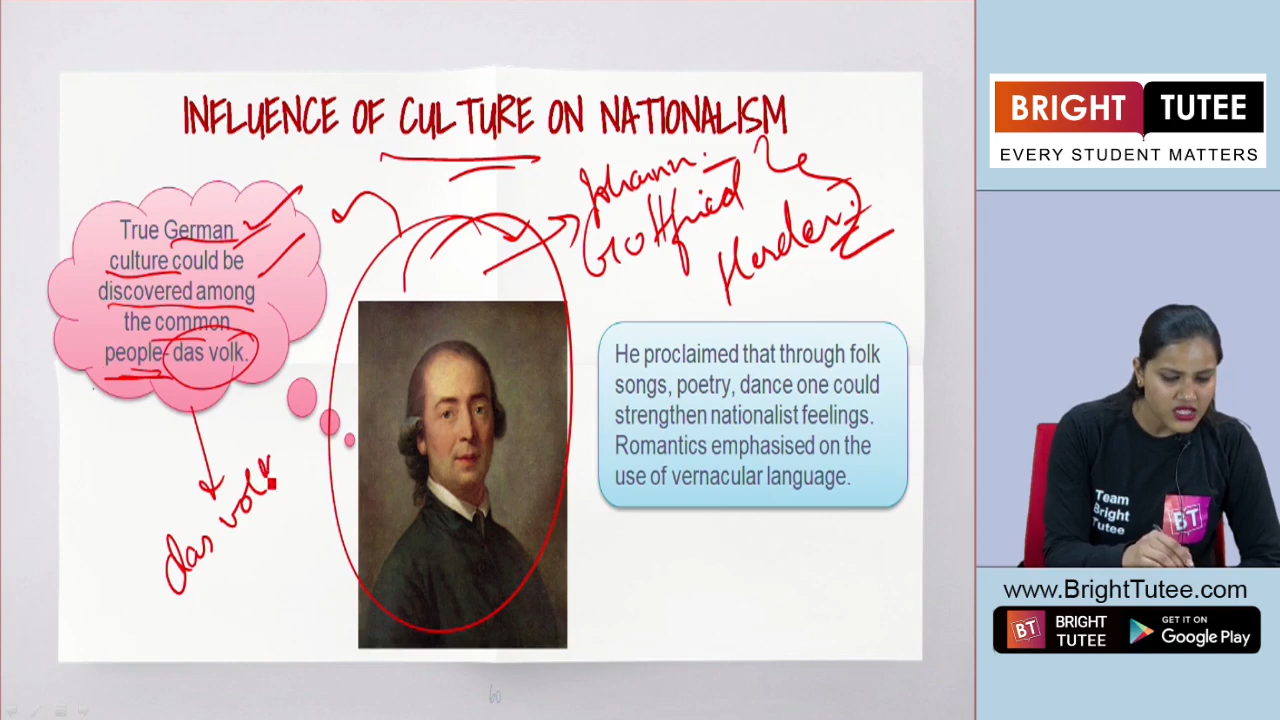 INFLUENCE OF CULTURE ON NATIONALISM
Johann
Gottfried
Herder
True German
culture could be
discovered among
the common
people- das volk.
das volk
He proclaimed that through folk
songs, poetry, dance one could
strengthen nationalist feelings.
Romantics emphasised on the
use of vernacular language.
60
BRIGHT TUTEE
EVERY STUDENT MATTERS
Team
Bright
Tutee
BT
www.BrightTutee.com
BT
BRIGHT
TUTEE
GET IT ON
Google Play